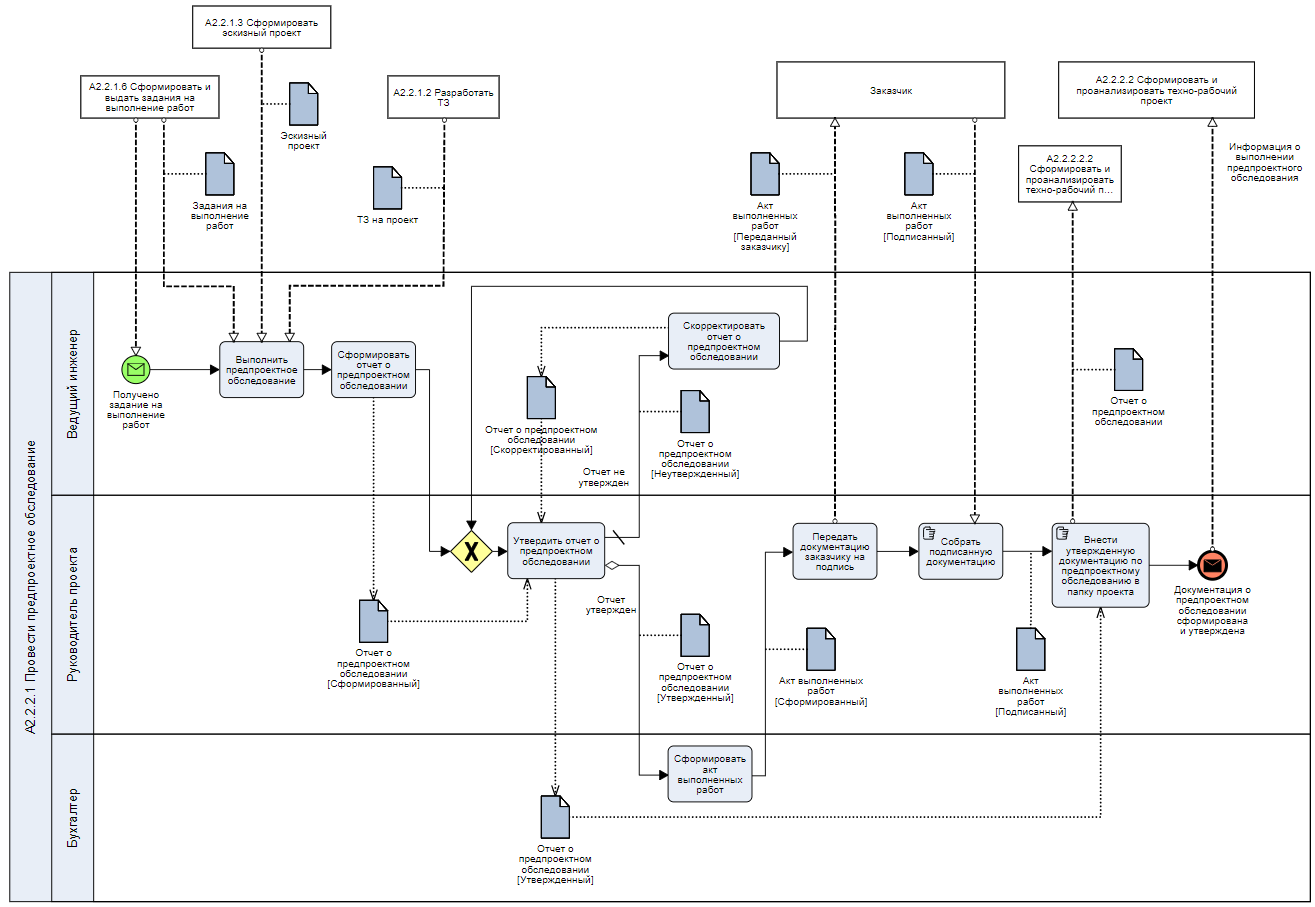 А2.2.1.3 Сформировать
эскизный проект
А2.2.1.6 Сформировать и
выдать задания на
выполнение работ
А2.2.1.2 Разработать
ТЗ
Заказчик
А2.2.2.2 Сформировать и
проанализировать техно-рабочий
проект
Эскизный
проект
Информация о
выполнении
предпроектного
обследования
А2.2.2.2.2
Сформировать и
проанализировать
техно-рабочий п...
Задания на
выполнение
работ
ТЗ на проект
Акт
выполненных
работ
[Переданный
заказчику]
Акт
выполненных
работ
[Подписанный]
А2.2.2.1 Провести предпроектное обследование
Ведущий инженер
Получено
задание на
выполнение
работ
Выполнить
предпроектное
обследование
Сформировать
отчет о
предпроектном
обследовании
Скорректировать
отчет о
предпроектном
обследовании
Отчет о предпроектном
обследовании
[Скорректированный]
Отчет о
предпроектном
обследовании
[Неутвержденный]
Отчет о
предпроектном
обследовании
Отчет не
утвержден
Руководитель проекта
X
Утвердить отчет о
предпроектном
обследовании
Отчет
утвержден
Передать
документацию
заказчику на
подпись
Собрать
подписанную
документацию
Внести
утвержденную
документацию по
предпроектному
обследованию в
папку проекта
Документация о
предпроектном
обследовании
сформирована
и утверждена
Отчет о
предпроектном
обследовании
[Сформированный]
Отчет о
предпроектном
обследовании
[Утвержденный]
Акт выполненных
работ
[Сформированный]
Акт
выполненных
работ
[Подписанный]
Бухгалтер
Сформировать
акт
выполненных
работ
Отчет о
предпроектном
обследовании
[Утвержденный]